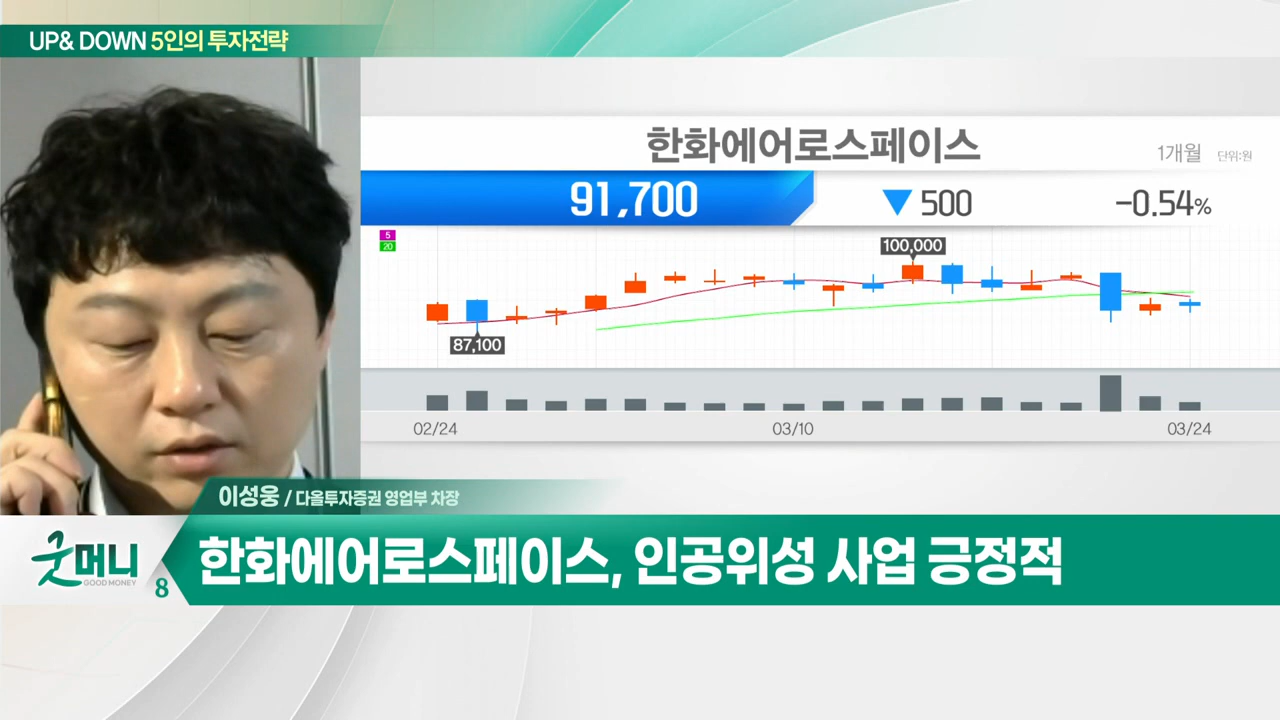 UP& DOWN 5인의 투자전략
한화에어로스페이스
1개월 단위:원
91,700 ▼ 500 -0.54%
5
20
100,000
87,100
02/24 03/10 03/24
이성웅 / 다올투자증권 영업부 차장
굿머니
GOOD MONEY
8
한화에어로스페이스, 인공위성 사업 긍정적